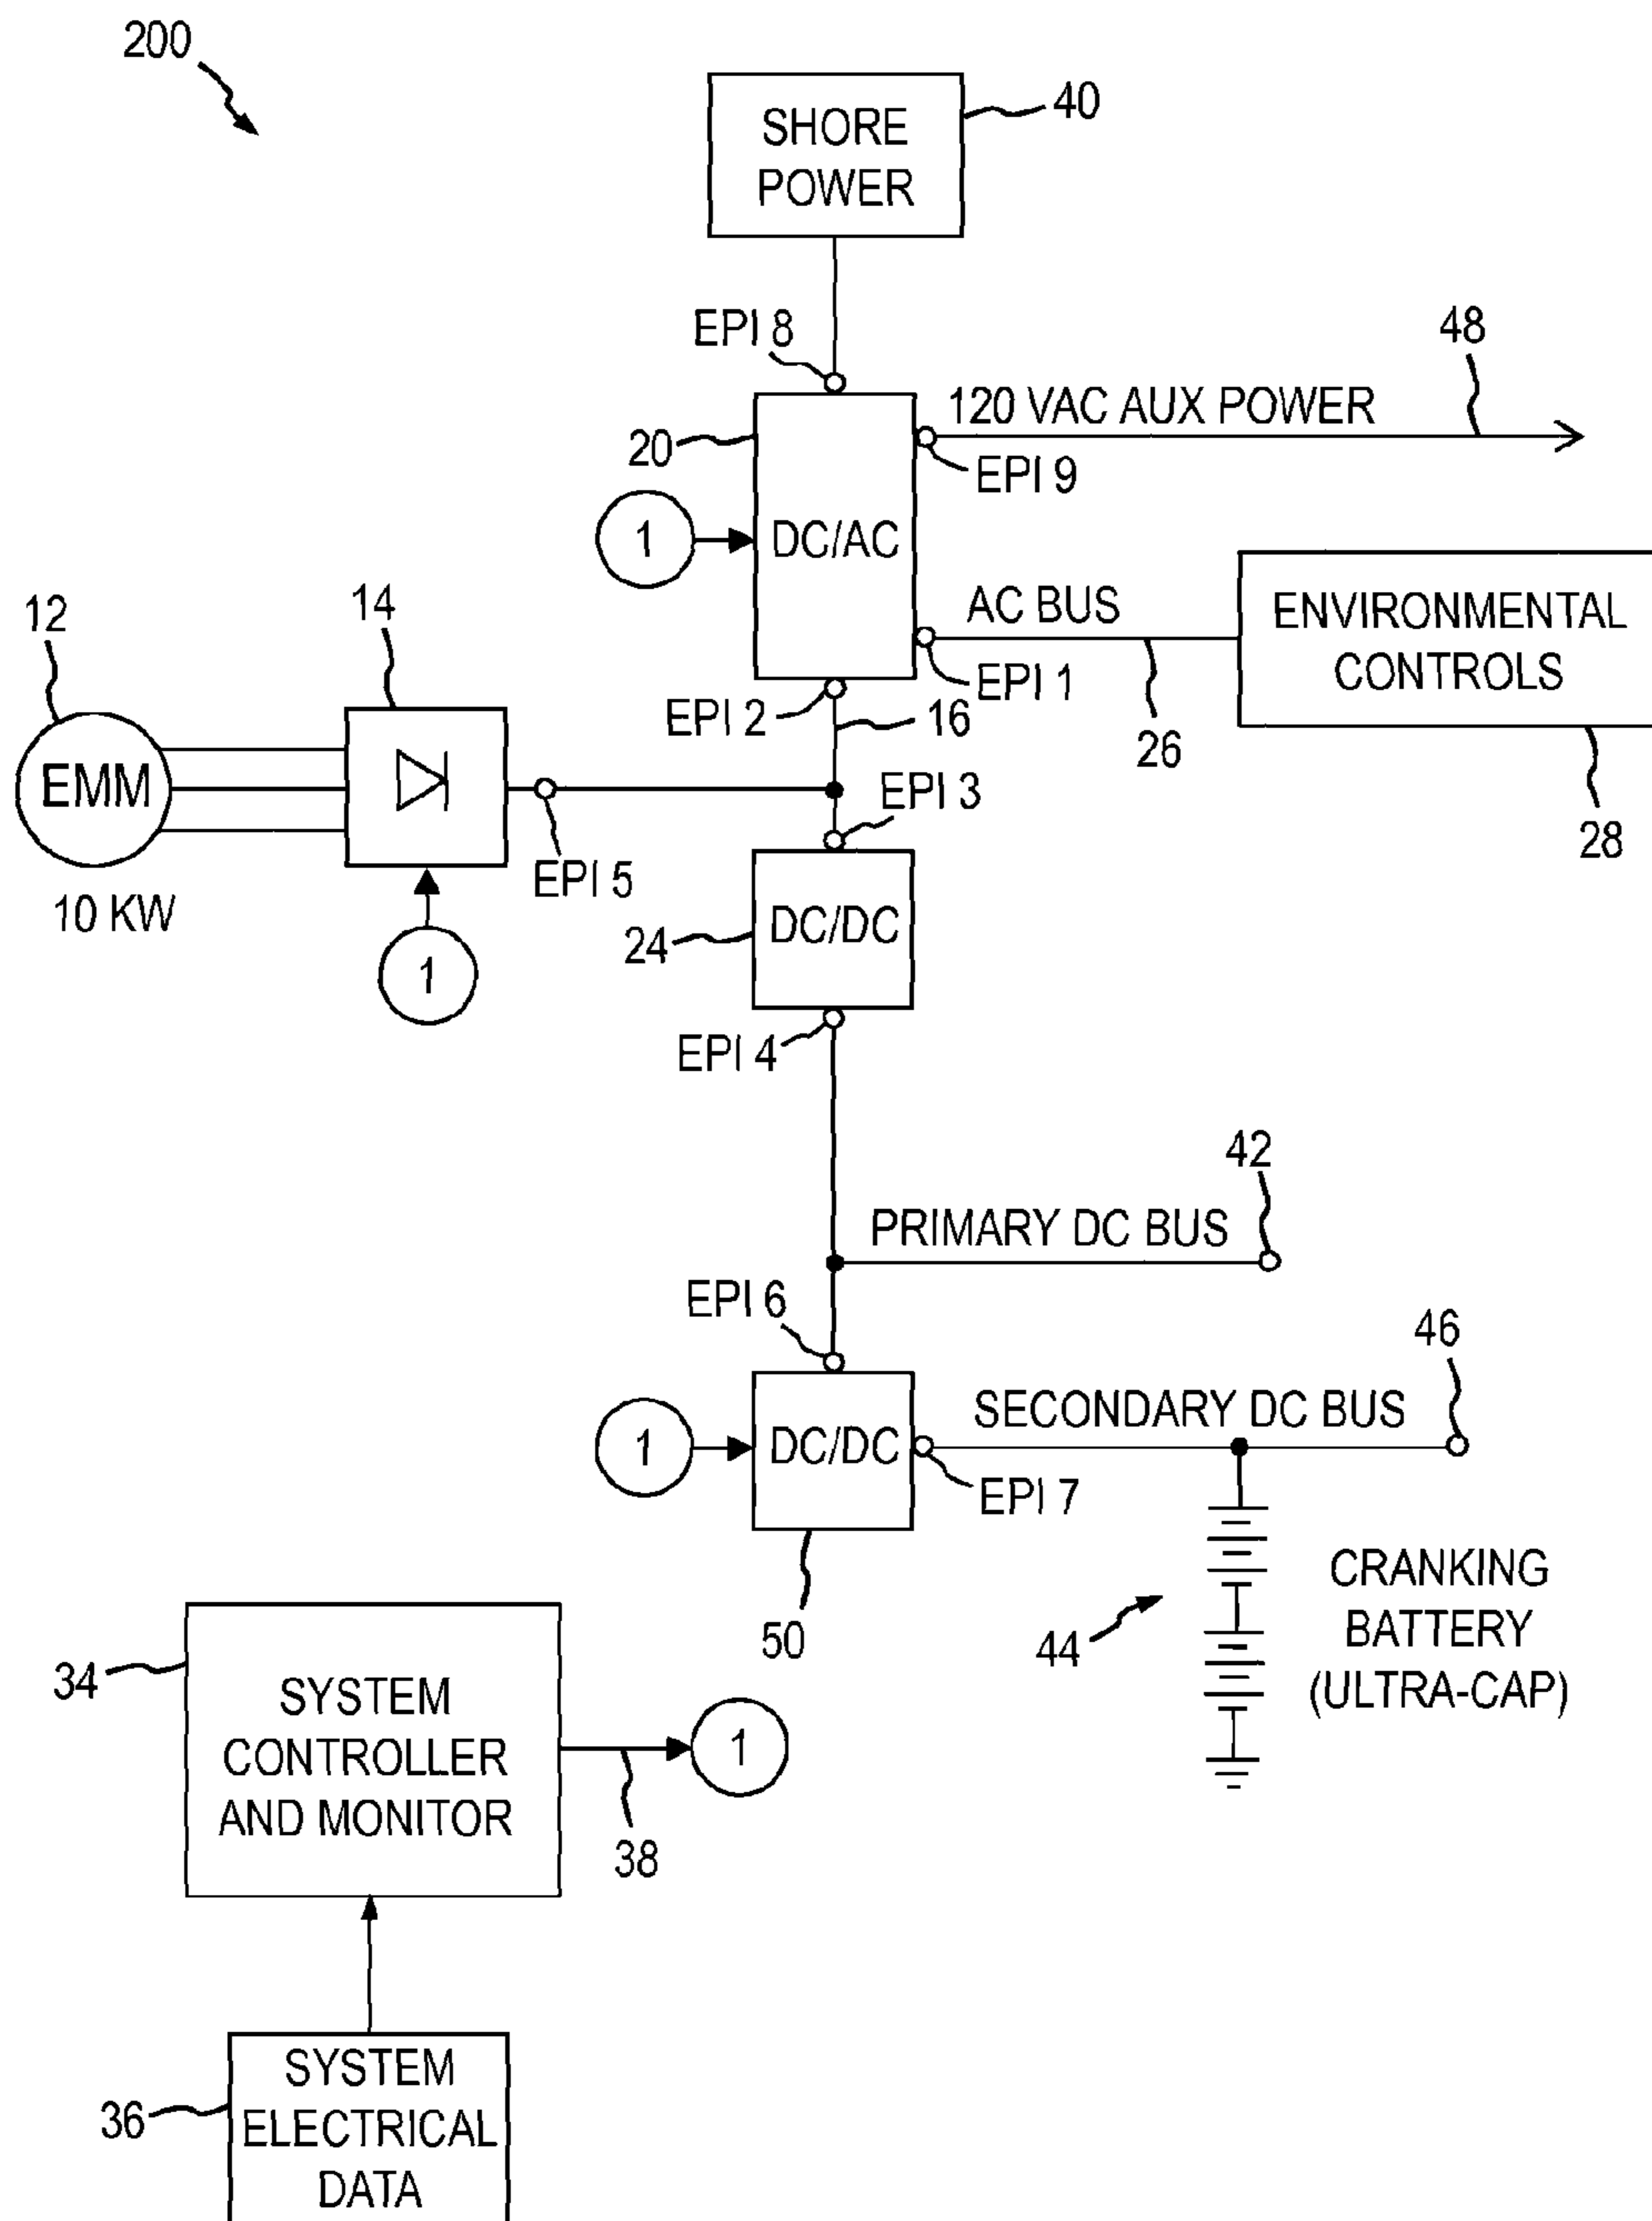 200
SHORE
POWER
40
EPI 8
48
120 VAC AUX POWER
20
EPI 9
1
DC/AC
12
14
AC BUS
ENVIRONMENTAL
CONTROLS
EPI 1
EPI 2
16
26
28
EMM
EPI 3
10 KW
EPI 5
24
DC/DC
1
EPI 4
42
PRIMARY DC BUS
EPI 6
46
SECONDARY DC BUS
1
DC/DC
EPI 7
50
44
CRANKING
BATTERY
(ULTRA-CAP)
34
SYSTEM
CONTROLLER
AND MONITOR
1
38
36
SYSTEM
ELECTRICAL
DATA